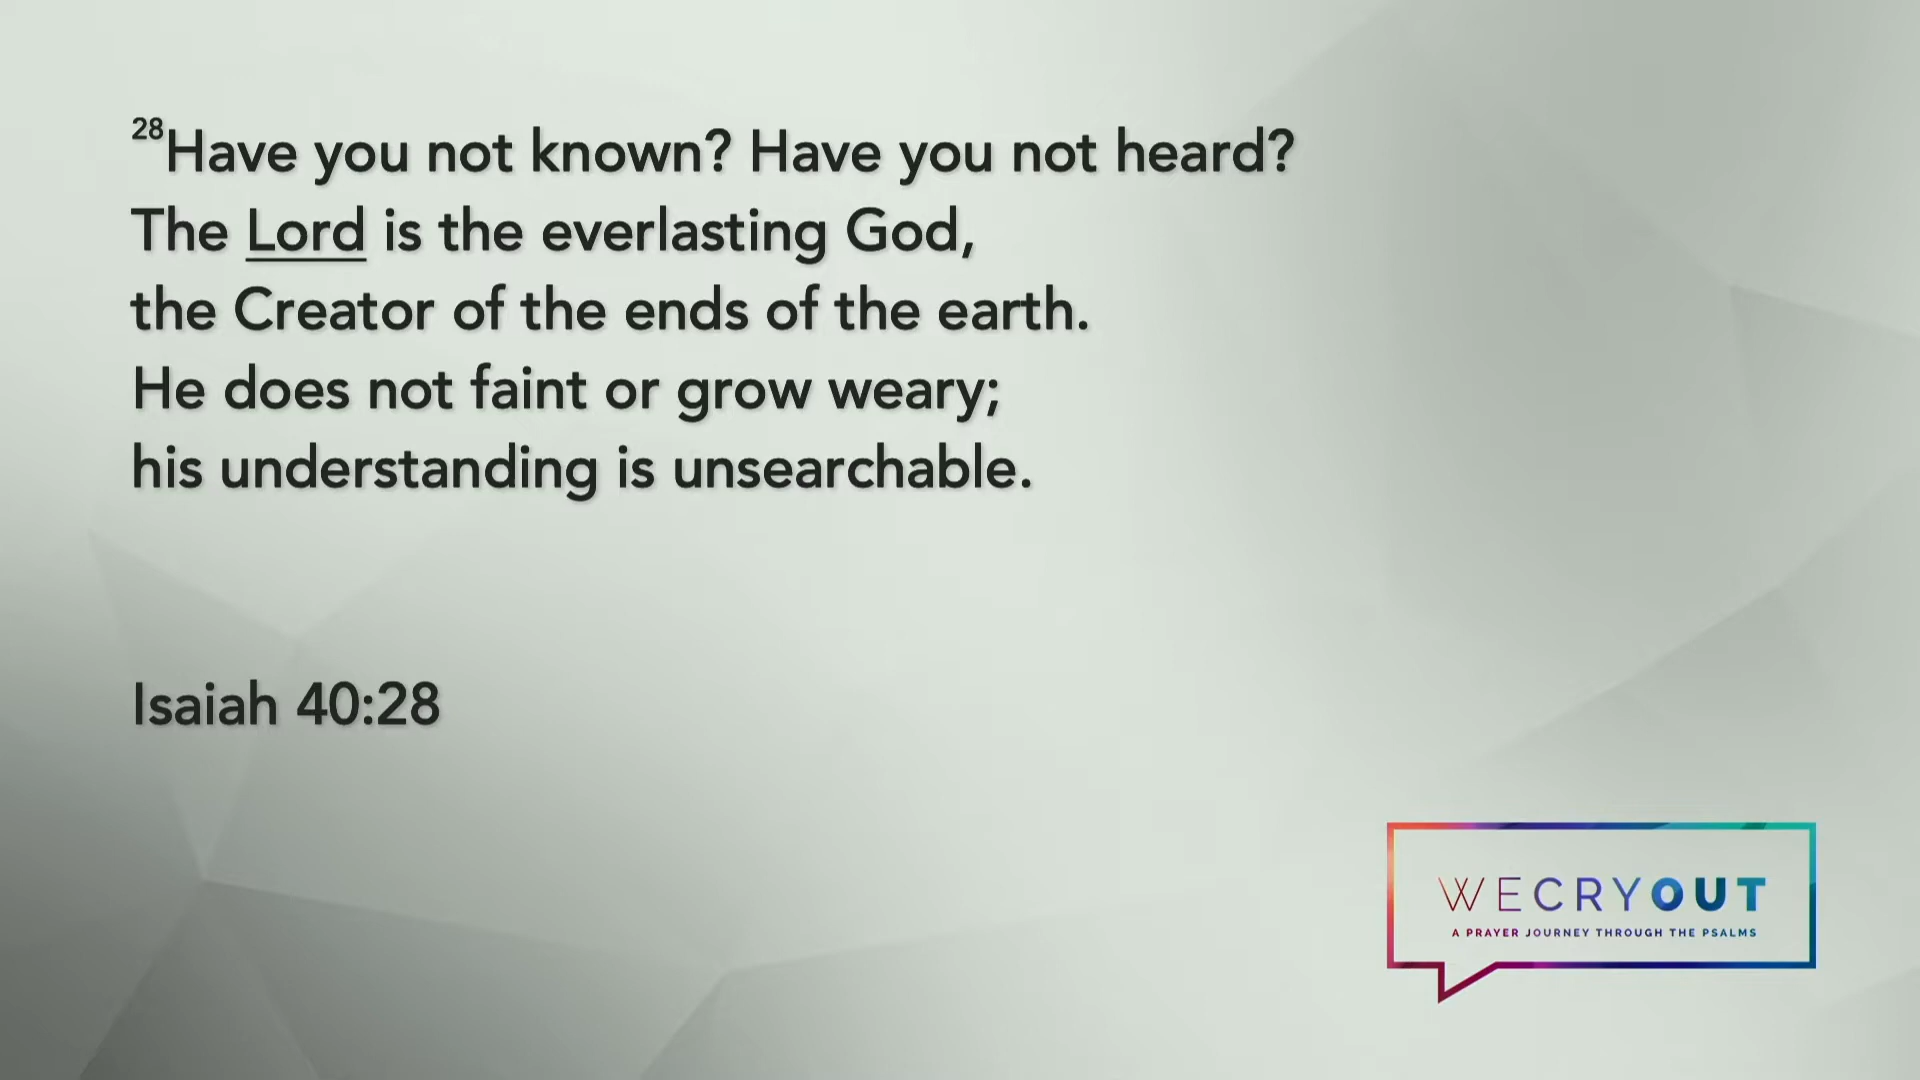 28Have you not known? Have you not heard?
The Lord is the everlasting God,
the Creator of the ends of the earth.
He does not faint or grow weary;
his understanding is unsearchable.
Isaiah 40:28
WECRYOUT
A PRAYER JOURNEY THROUGH THE PSALMS